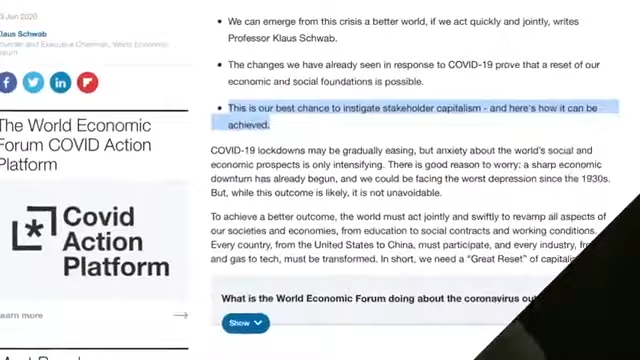 3 Jun 2020
Klaus Schwab
Founder and Executive Chairman, World Economic
Forum
The World Economic
Forum COVID Action
Platform
Covid
Action
Platform
Learn more
We can emerge from this crisis a better world, if we act quickly and jointly, writes
Professor Klaus Schwab.
The changes we have already seen in response to COVID-19 prove that a reset of our
economic and social foundations is possible.
This is our best chance to instigate stakeholder capitalism - and here's how it can be
achieved.
COVID-19 lockdowns may be gradually easing, but anxiety about the world's social and
economic prospects is only intensifying. There is good reason to worry: a sharp economic
downturn has already begun, and we could be facing the worst depression since the 1930s.
But, while this outcome is likely, it is not unavoidable.
To achieve a better outcome, the world must act jointly and swiftly to revamp all aspects of
our societies and economies, from education to social contracts and working conditions.
Every country, from the United States to China, must participate, and every industry,
and gas to tech, must be transformed. In short, we need a “Great Reset” of
What is the World Economic Forum doing about the coronavirus
Show